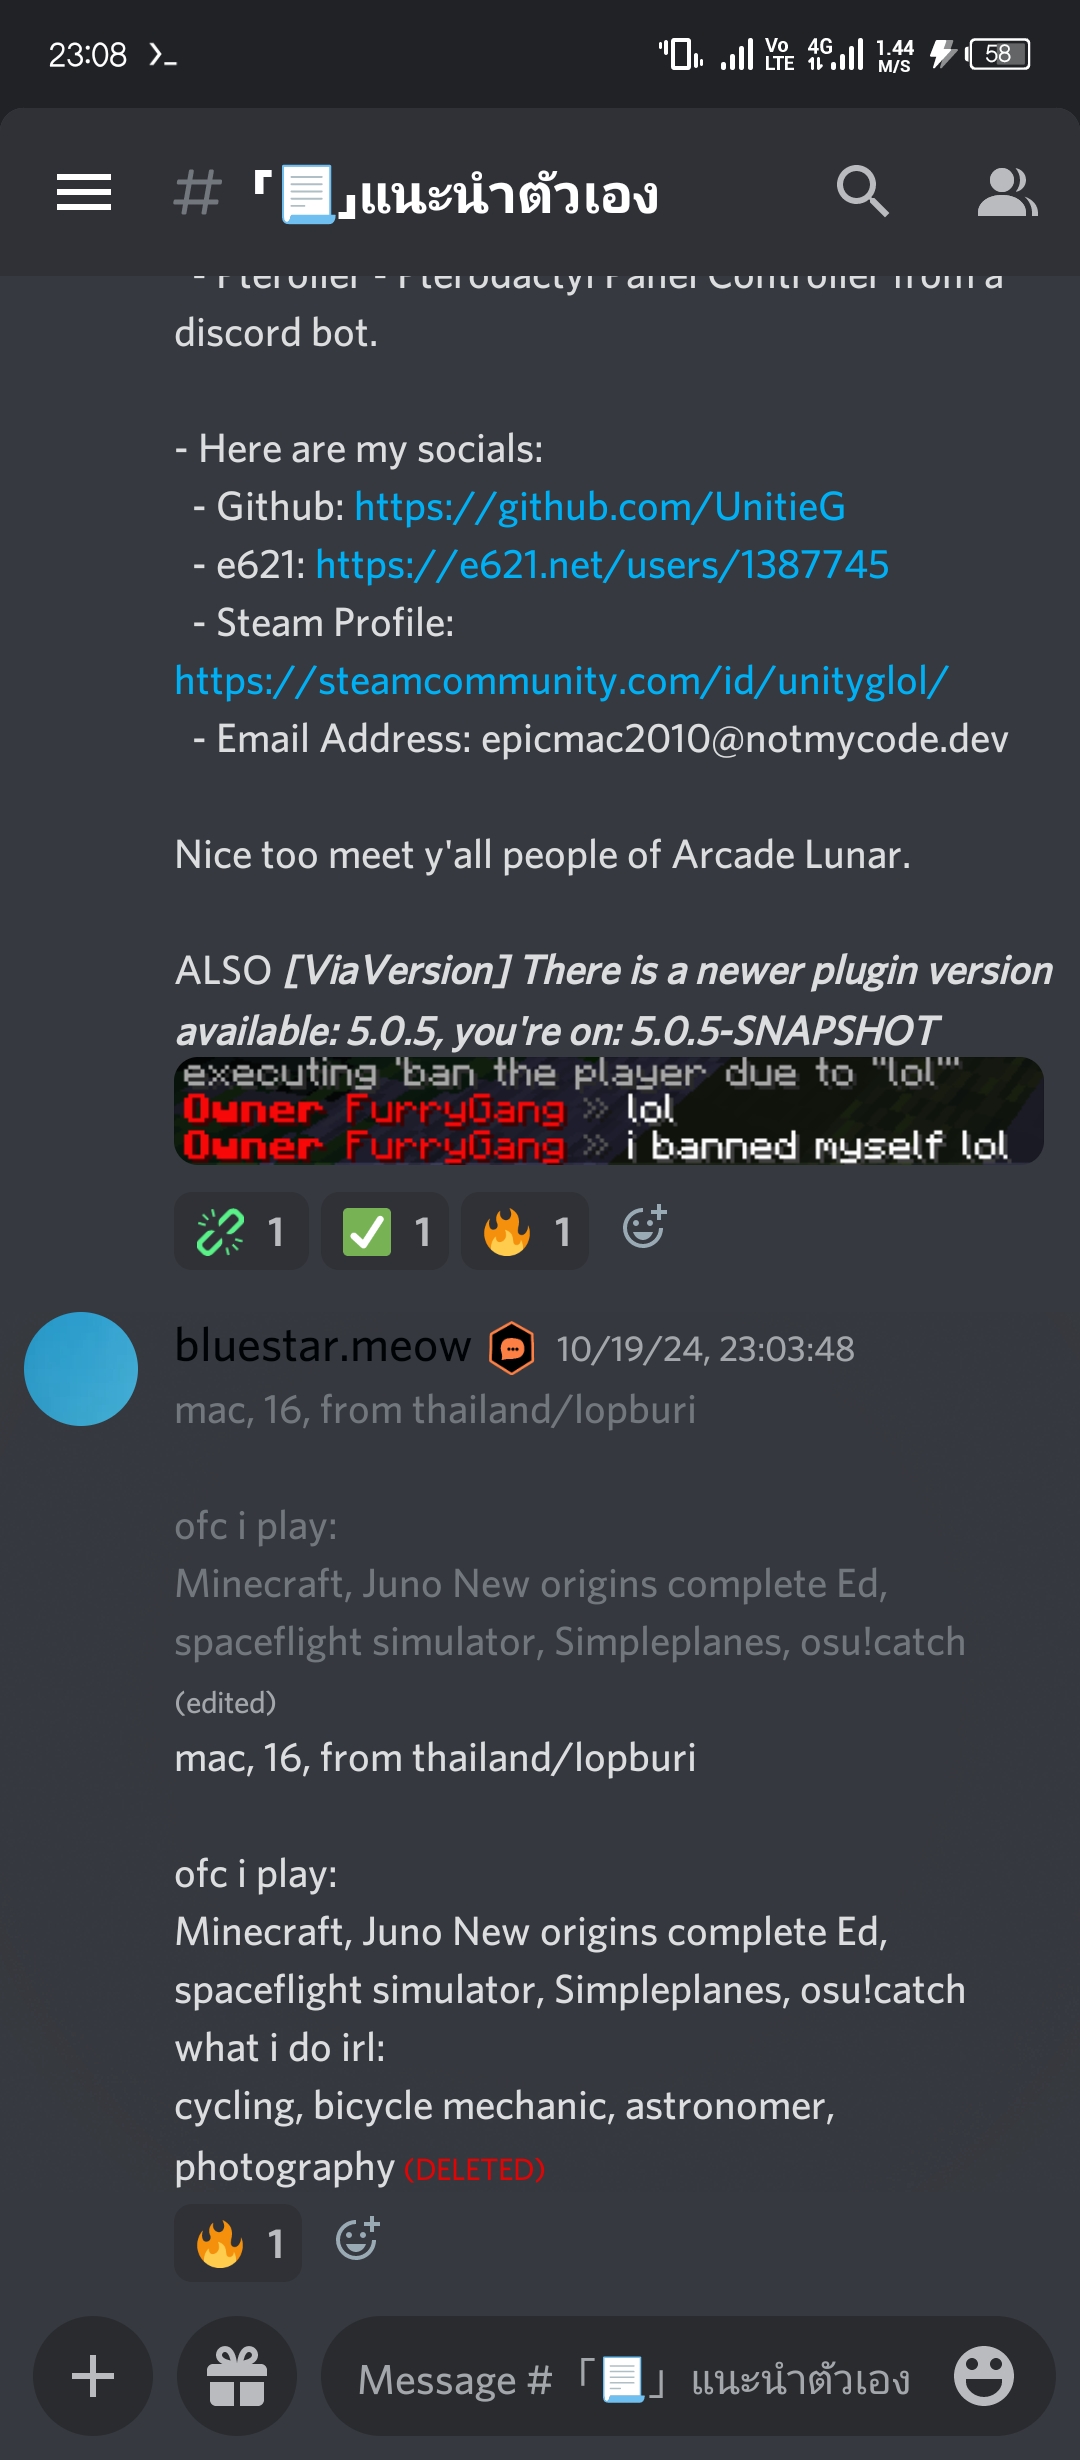 23:08
Vo LTE 4G 1.44 M/S 58
# 「📃」แนะนำตัวเอง
- Pteroller - Pterodactyl Panel Controller from a
discord bot.
- Here are my socials:
- Github: https://github.com/UnitieG
- e621: https://e621.net/users/1387745
- Steam Profile:
https://steamcommunity.com/id/unityglol/
- Email Address: epicmac2010@notmycode.dev
Nice too meet y'all people of Arcade Lunar.
ALSO [ViaVersion] There is a newer plugin version
available: 5.0.5, you're on: 5.0.5-SNAPSHOT
executing 'ban the player due to "lol"'
Owner FurryGang » lol
Owner FurryGang » i banned myself lol
1 1 1
bluestar.meow 10/19/24, 23:03:48
mac, 16, from thailand/lopburi
ofc i play:
Minecraft, Juno New origins complete Ed,
spaceflight simulator, Simpleplanes, osu!catch
(edited)
mac, 16, from thailand/lopburi
ofc i play:
Minecraft, Juno New origins complete Ed,
spaceflight simulator, Simpleplanes, osu!catch
what i do irl:
cycling, bicycle mechanic, astronomer,
photography (DELETED)
1
Message # 「📃」 แนะนำตัวเอง